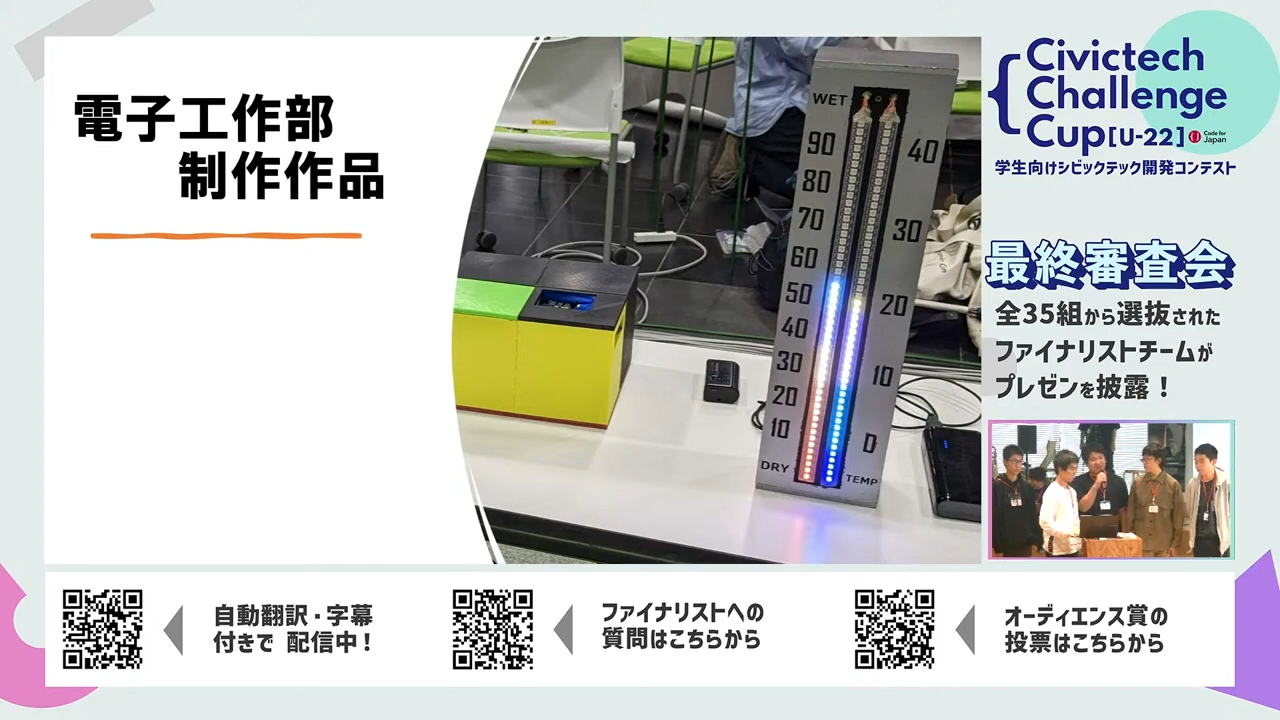 電子工作部
制作作品
WET
90
80
70
60
50
40
30
20
10
DRY
40
30
20
10
0
TEMP
Civictech
Challenge
Cup[U-22]
Code for
Japan
学生向けシビックテック開発コンテスト
最終審査会
全35組から選抜された
ファイナリストチームが
プレゼンを披露！
自動翻訳・字幕
付きで 配信中！
ファイナリストへの
質問はこちらから
オーディエンス賞の
投票はこちらから